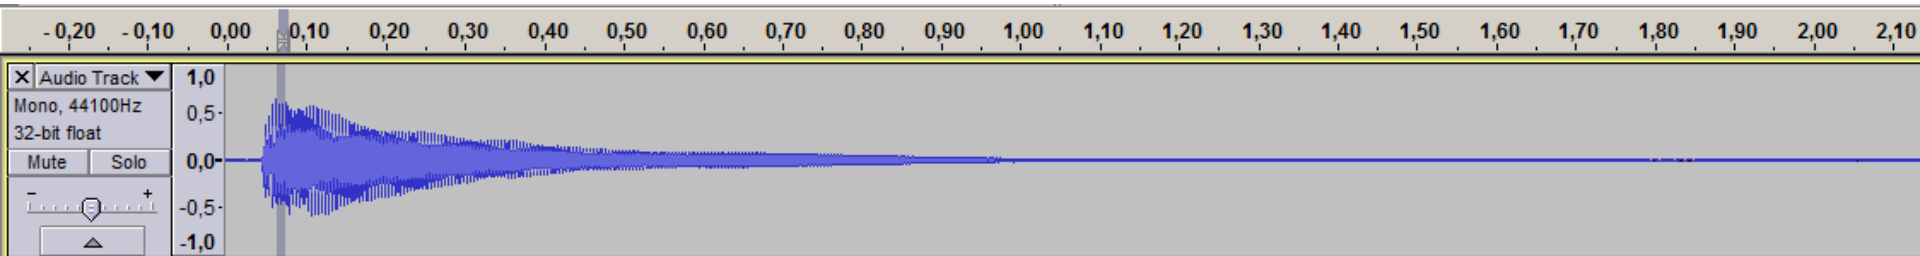 - 0,20 - 0,10 0,00 0,10 0,20 0,30 0,40 0,50 0,60 0,70 0,80 0,90 1,00 1,10 1,20 1,30 1,40 1,50 1,60 1,70 1,80 1,90 2,00 2,10
X Audio Track 1,0
Mono, 44100Hz 0,5-
32-bit float
Mute Solo 0,0-
- +
-0,5-
-1,0